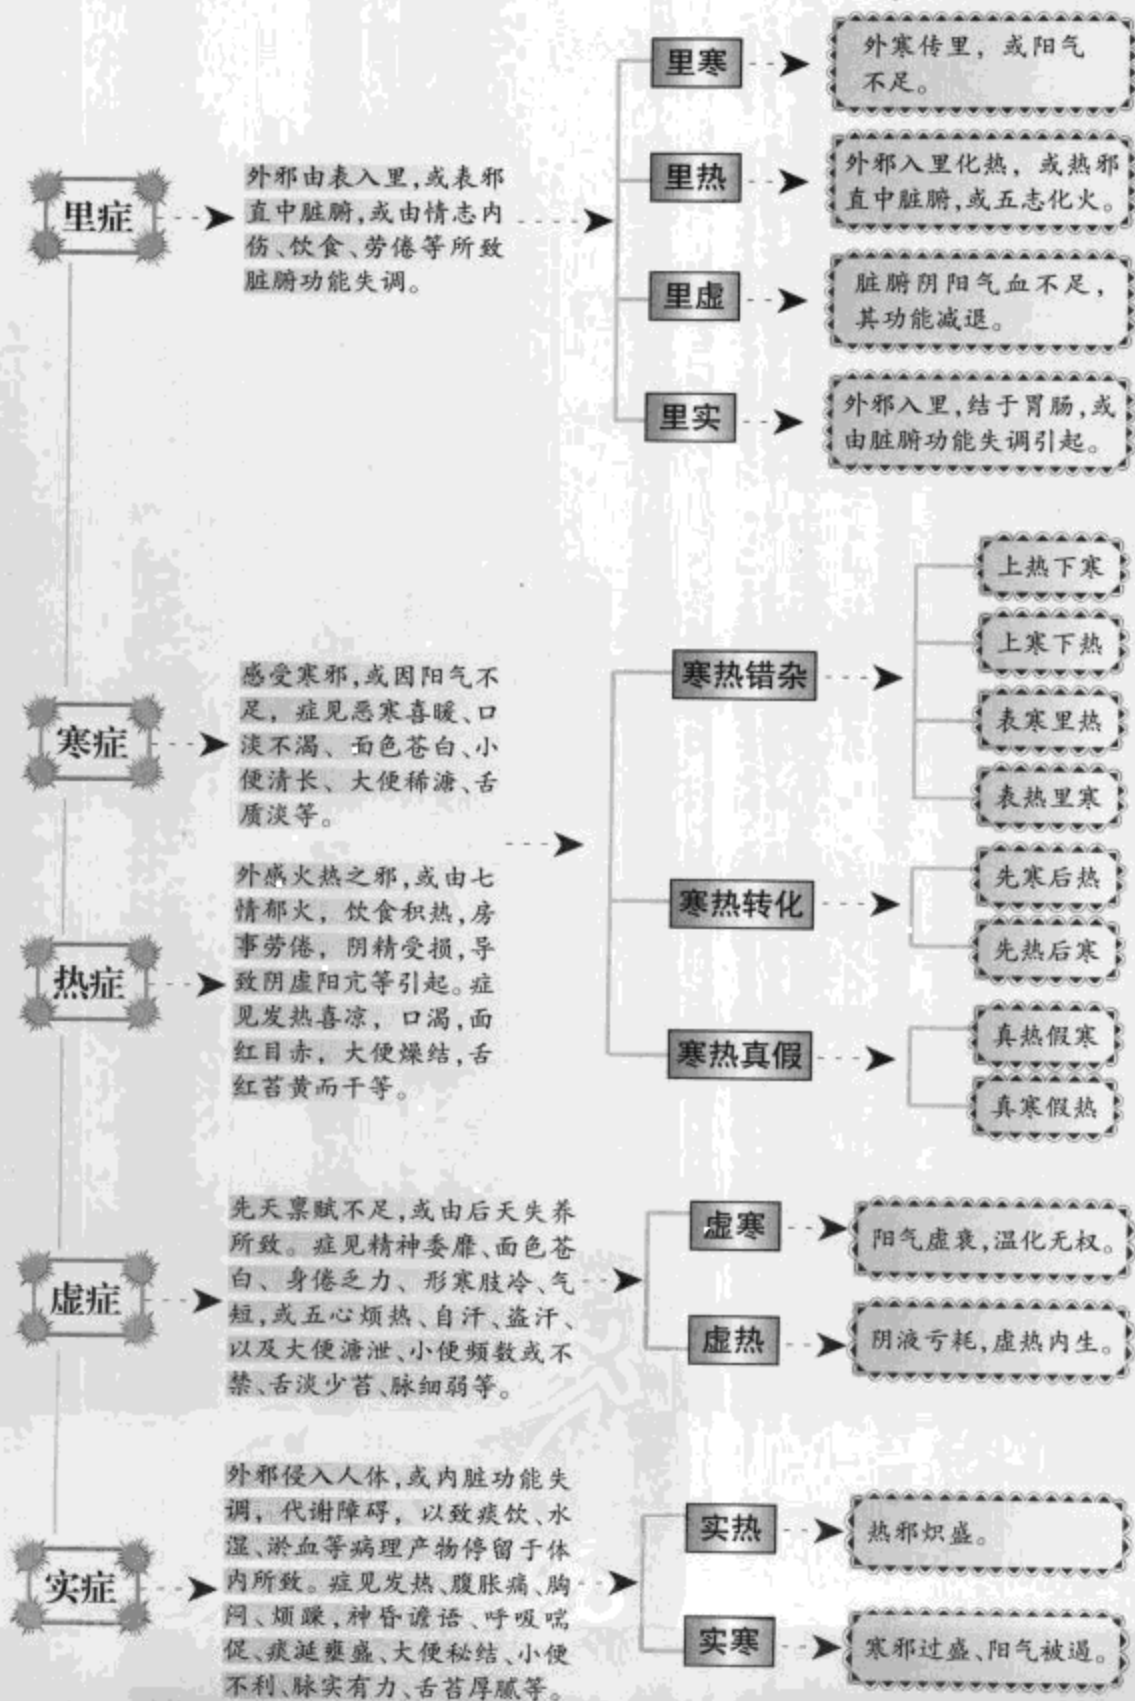 里症
外邪由表入里,或表邪
直中脏腑,或由情志内
伤、饮食、劳倦等所致
脏腑功能失调。
里寒
外寒传里，或阳气
不足。
里热
外邪入里化热，或热邪
直中脏腑,或五志化火。
里虚
脏腑阴阳气血不足，
其功能减退。
里实
外邪入里,结于胃肠,或
由脏腑功能失调引起。
寒症
感受寒邪,或因阳气不
足，症见恶寒喜暖、口
淡不渴、面色苍白、小
便清长、大便稀溏、舌
质淡等。
热症
外感火热之邪,或由七
情郁火，饮食积热,房
事劳倦，阴精受损,导
致阴虚阳亢等引起。症
见发热喜凉，口渴,面
红目赤，大便燥结,舌
红苔黄而干等。
寒热错杂
上热下寒
上寒下热
表寒里热
表热里寒
寒热转化
先寒后热
先热后寒
寒热真假
真热假寒
真寒假热
虚症
先天禀赋不足,或由后天失养
所致。症见精神委靡、面色苍
白、身倦乏力、形寒肢冷、气
短,或五心烦热、自汗、盗汗、
以及大便溏泄、小便频数或不
禁、舌淡少苔、脉细弱等。
虚寒
阳气虚衰,温化无权。
虚热
阴液亏耗,虚热内生。
实症
外邪侵入人体,或内脏功能失
调，代谢障碍，以致痰饮、水
湿、淤血等病理产物停留于体
内所致。症见发热、腹胀痛、胸
闷、烦躁,神昏谵语、呼吸喘
促、痰涎壅盛、大便秘结、小便
不利、脉实有力、舌苔厚腻等。
实热
热邪炽盛。
实寒
寒邪过盛、阳气被遏。